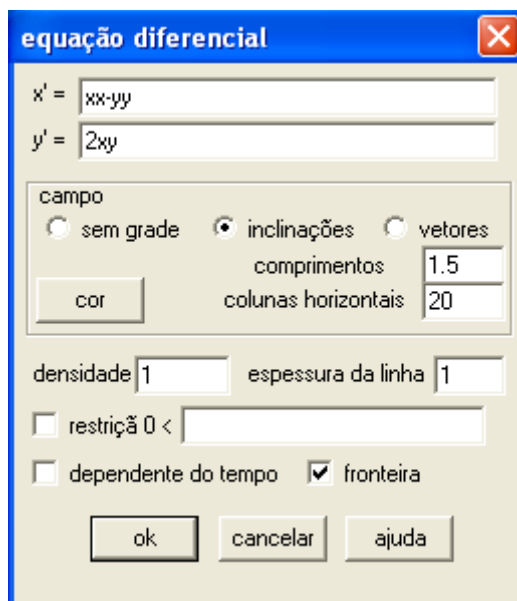 equação diferencial
x' = xx-yy
y' = 2xy
campo
sem grade inclinações vetores
comprimentos 1.5
cor colunas horizontais 20
densidade 1 espessura da linha 1
restriçã 0 <
dependente do tempo fronteira
ok cancelar ajuda